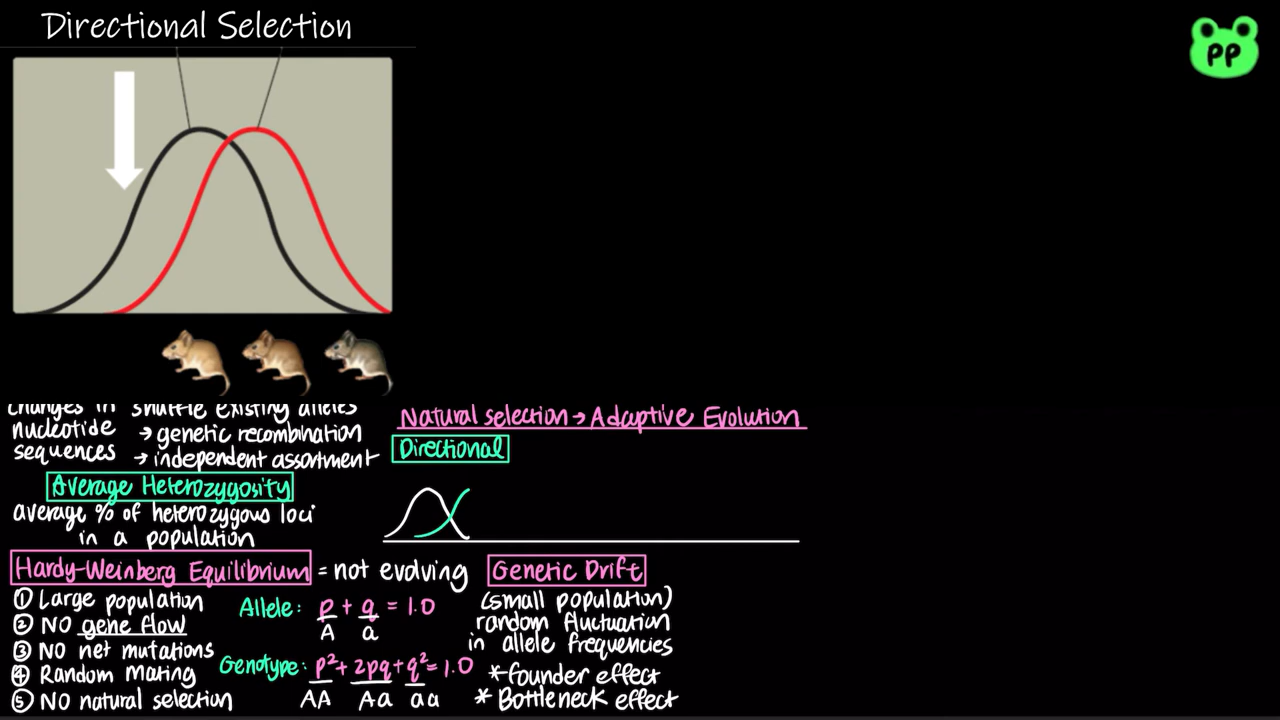 Directional Selection
PP
changes in shuffle existing alleles
nucleotide → genetic recombination
sequences → independent assortment
Natural selection → Adaptive Evolution
Directional
Average Heterozygosity
average % of heterozygous loci
in a population
Hardy-Weinberg Equilibrium = not evolving
① Large population
② NO gene flow
③ NO net mutations
④ Random Mating
⑤ NO natural selection
Allele: p + q = 1.0
A a
Genotype: p² + 2pq + q² = 1.0
AA Aa aa
Genetic Drift
(small population)
random fluctuation
in allele frequencies
* founder effect
* Bottleneck effect